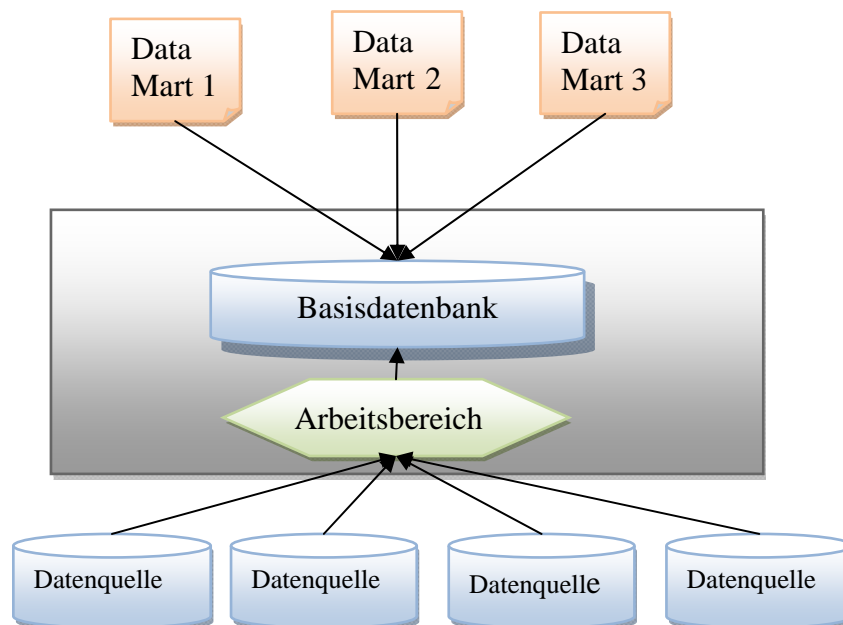 Data
Mart 1
Data
Mart 2
Data
Mart 3
Basisdatenbank
Arbeitsbereich
Datenquelle
Datenquelle
Datenquelle
Datenquelle